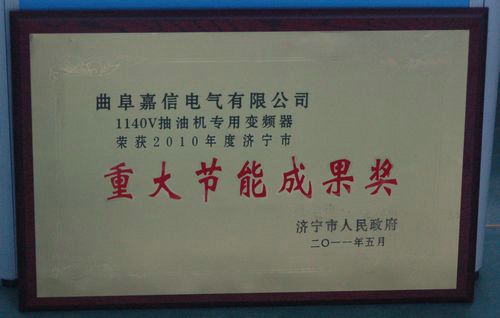 曲阜嘉信电气有限公司
1140V抽油机专用变频器
荣获2010年度济宁市
重大节能成果奖
济宁市人民政府
二〇一一年五月